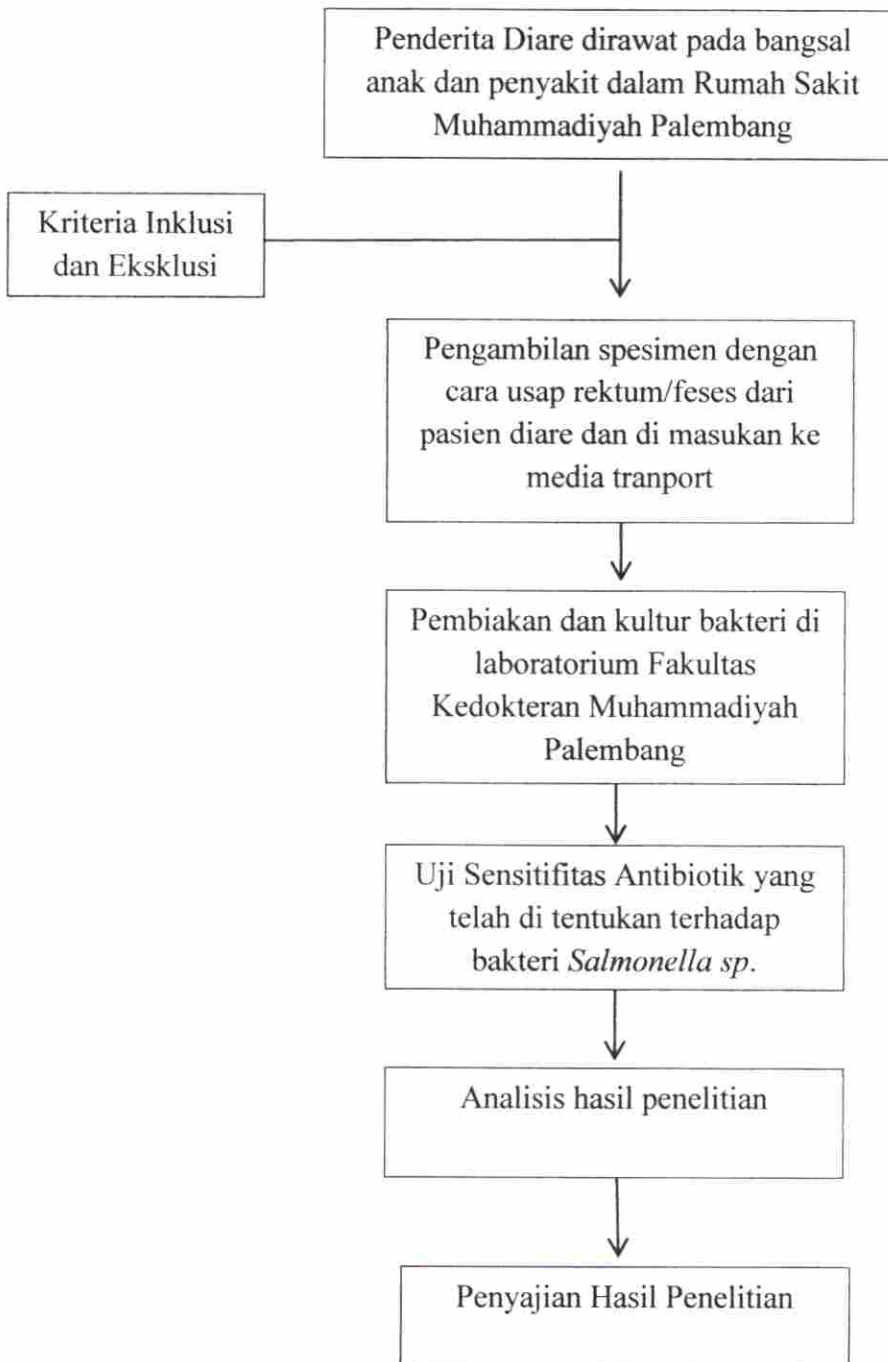 Penderita Diare dirawat pada bangsal
anak dan penyakit dalam Rumah Sakit
Muhammadiyah Palembang
Kriteria Inklusi
dan Eksklusi
Pengambilan spesimen dengan
cara usap rektum/feses dari
pasien diare dan di masukan ke
media tranport
Pembiakan dan kultur bakteri di
laboratorium Fakultas
Kedokteran Muhammadiyah
Palembang
Uji Sensitifitas Antibiotik yang
telah di tentukan terhadap
bakteri Salmonella sp.
Analisis hasil penelitian
Penyajian Hasil Penelitian